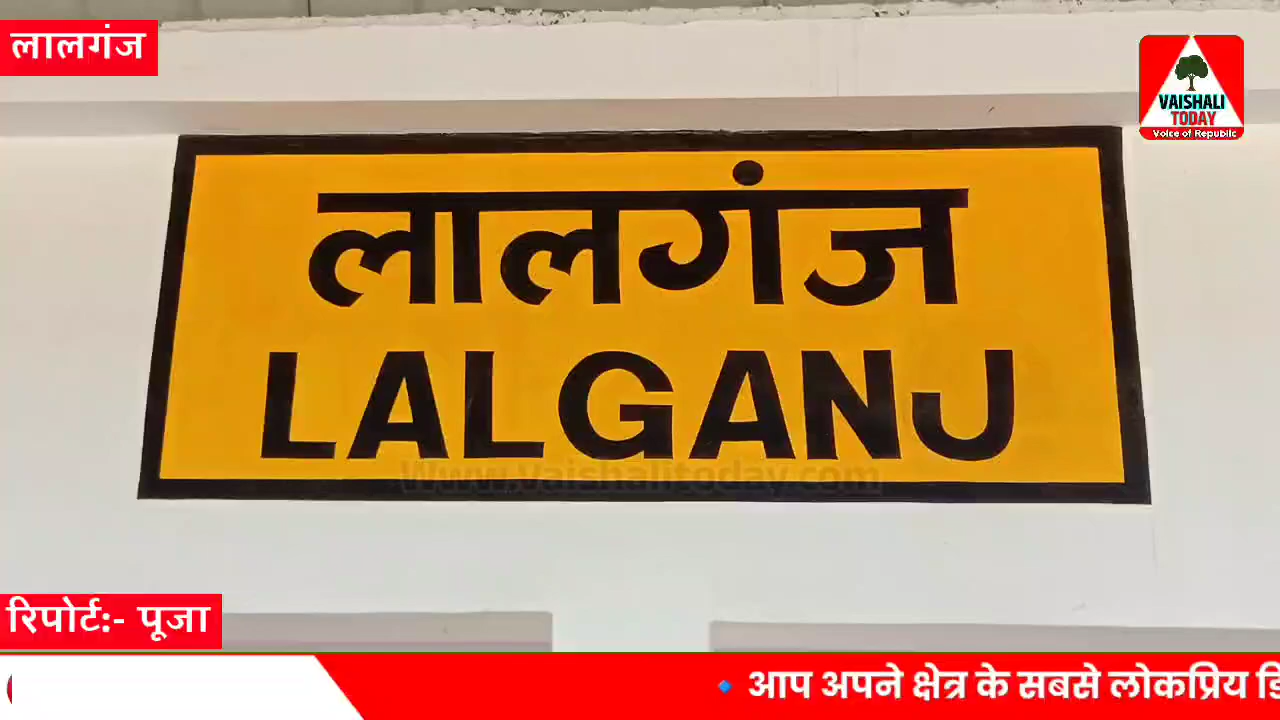 लालगंज
VAISHALI
TODAY
Voice of Republic
लालगंज
LALGANJ
Www.Vaishalitoday.com
रिपोर्ट:- पूजा
आप अपने क्षेत्र के सबसे लोकप्रिय